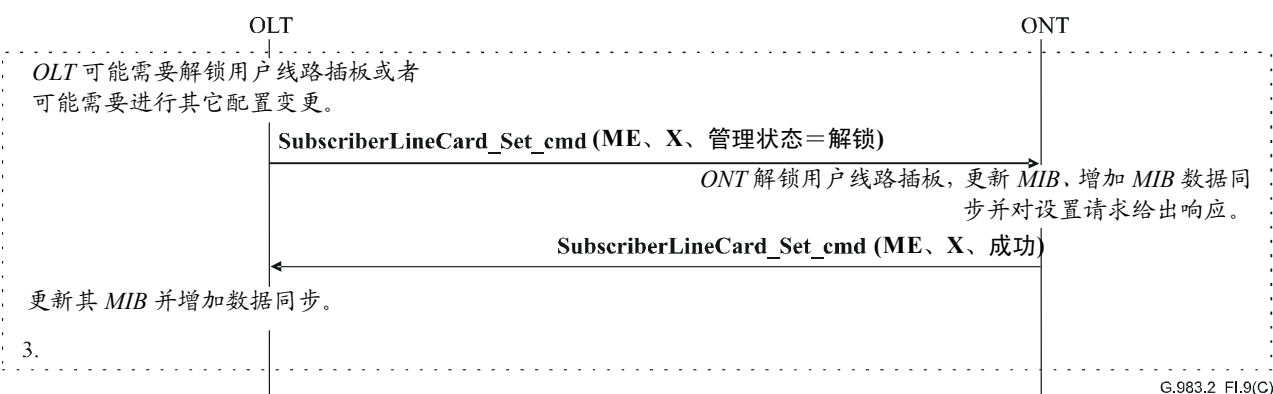 OLT
ONT
OLT 可能需要解锁用户线路插板或者
可能需要进行其它配置变更。
SubscriberLineCard_Set_cmd (ME、X、管理状态＝解锁)
ONT 解锁用户线路插板，更新 MIB、增加 MIB 数据同
步并对设置请求给出响应。
SubscriberLineCard_Set_cmd (ME、X、成功)
更新其 MIB 并增加数据同步。
3.
G.983.2_FI.9(C)